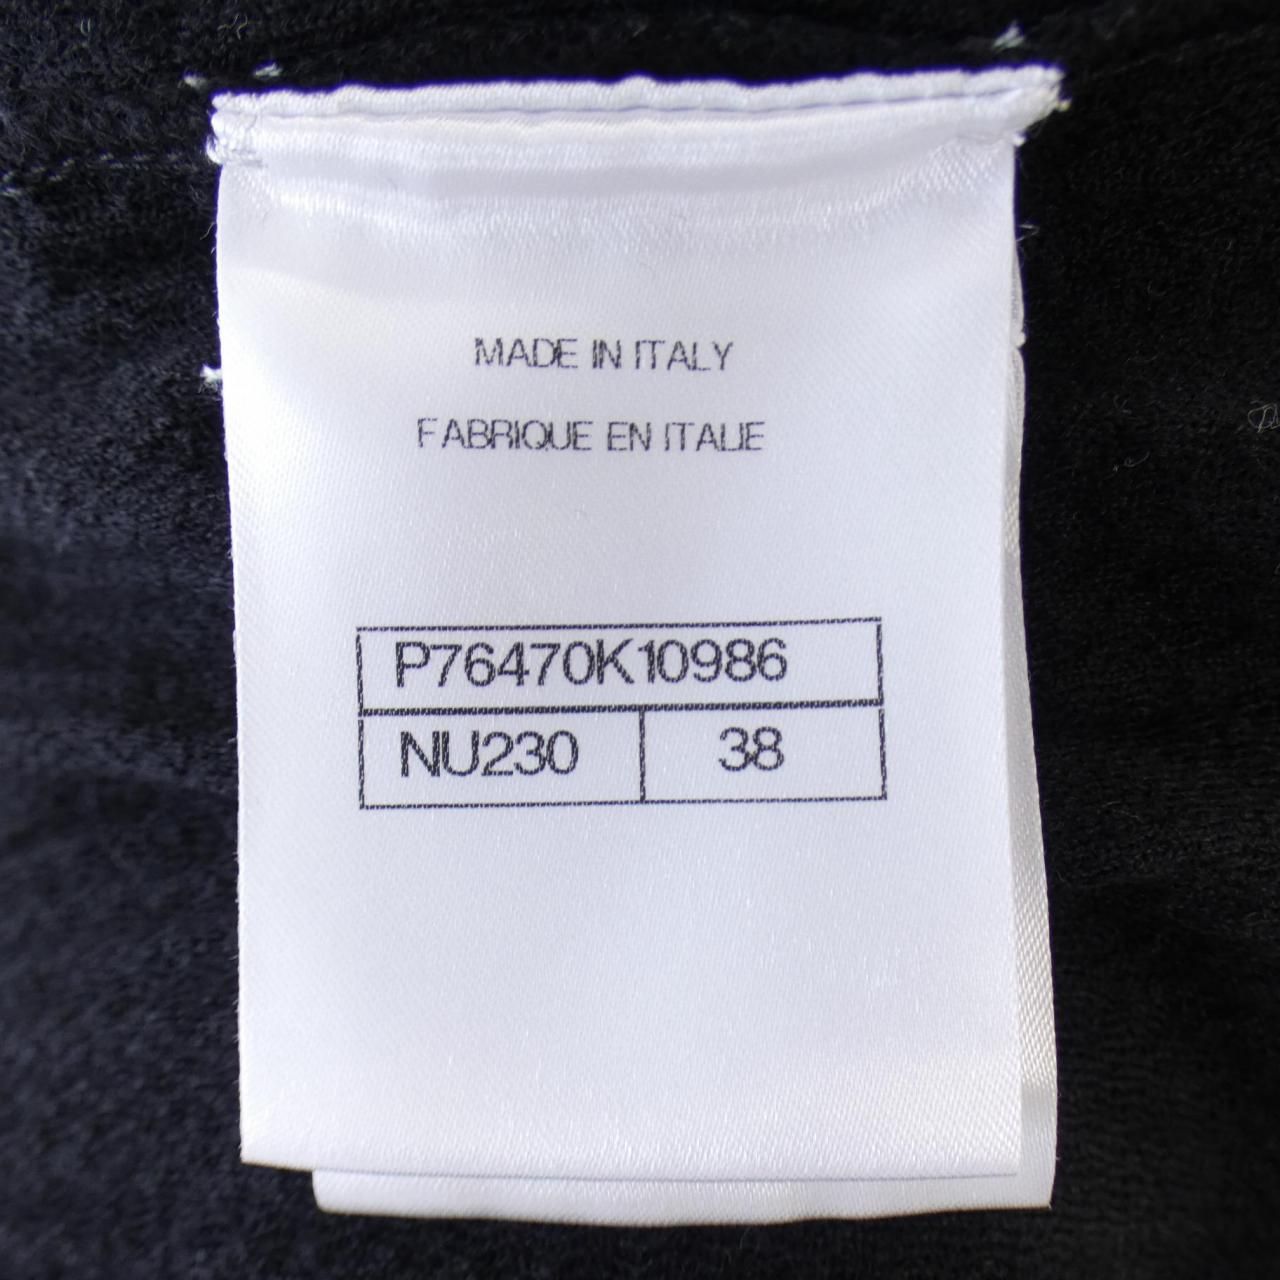 MADE IN ITALY
FABRIQUE EN ITALIE
P76470K10986
NU230 38